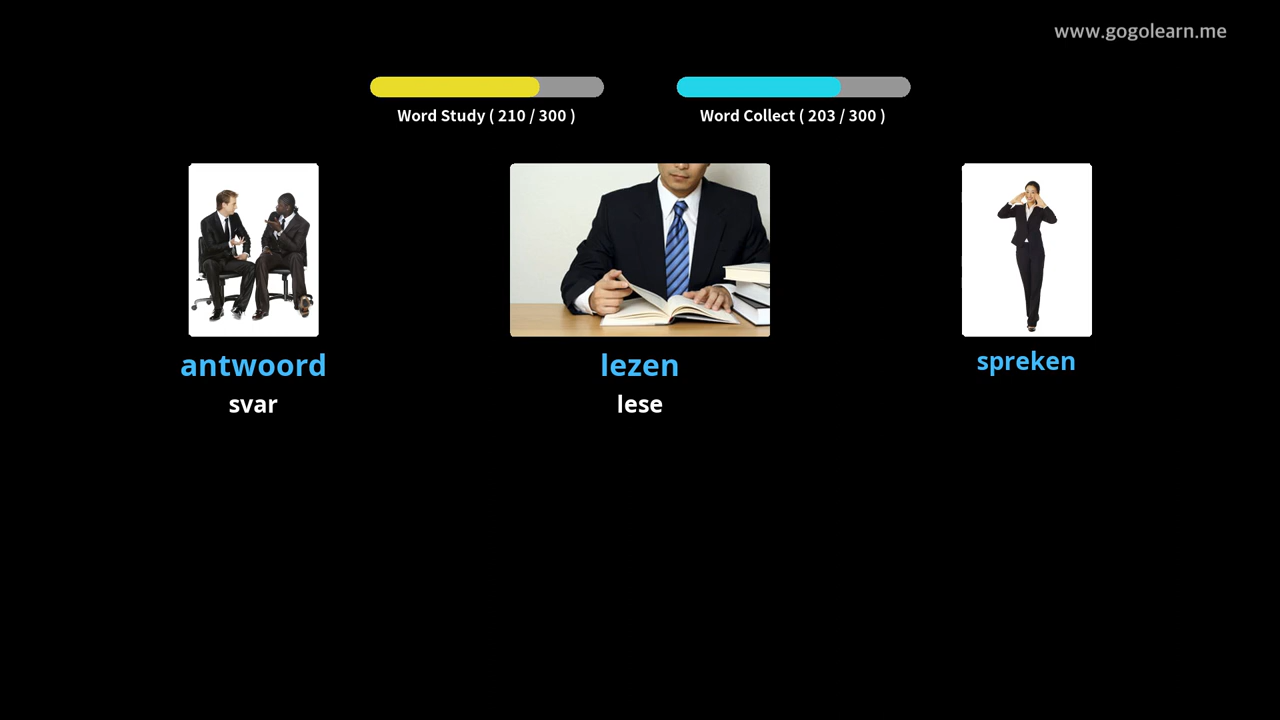 www.gogolearn.me
Word Study ( 210 / 300 )
Word Collect ( 203 / 300 )
antwoord
svar
lezen
lese
spreken